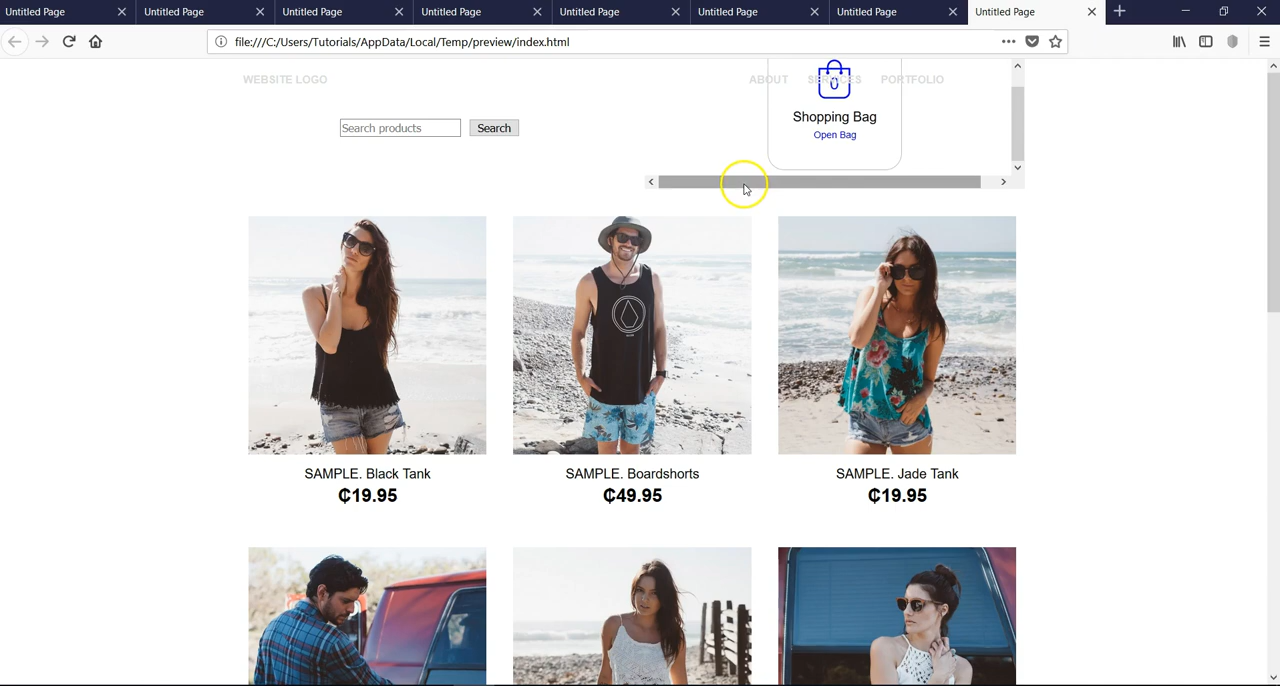 Untitled Page
Untitled Page
Untitled Page
Untitled Page
Untitled Page
Untitled Page
Untitled Page
Untitled Page
file:///C:/Users/Tutorials/AppData/Local/Temp/preview/index.html
WEBSITE LOGO
ABOUT SERVICES PORTFOLIO
0
Shopping Bag
Open Bag
Search products
Search
SAMPLE. Black Tank
₵19.95
SAMPLE. Boardshorts
₵49.95
SAMPLE. Jade Tank
₵19.95